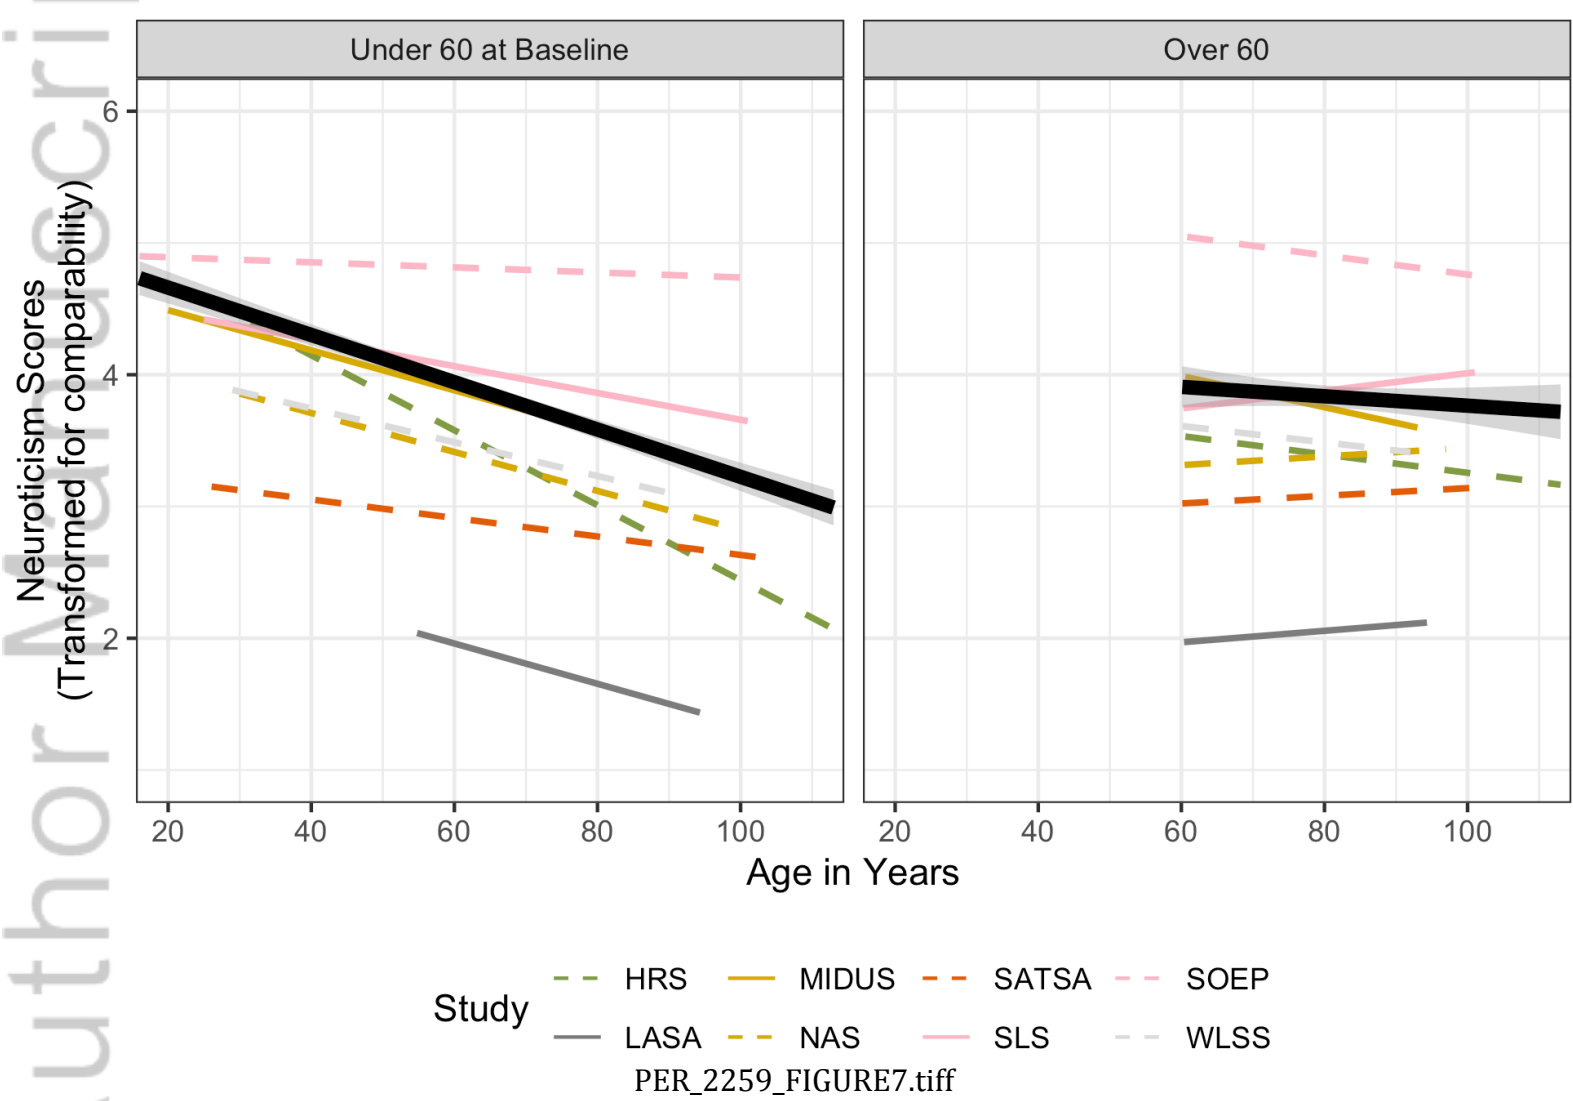 Under 60 at Baseline
Over 60
Neuroticism Scores
(Transformed for comparability)
6
4
2
20 40 60 80 100
20 40 60 80 100
Age in Years
Study
HRS MIDUS SATSA SOEP
LASA NAS SLS WLSS
PER_2259_FIGURE7.tiff